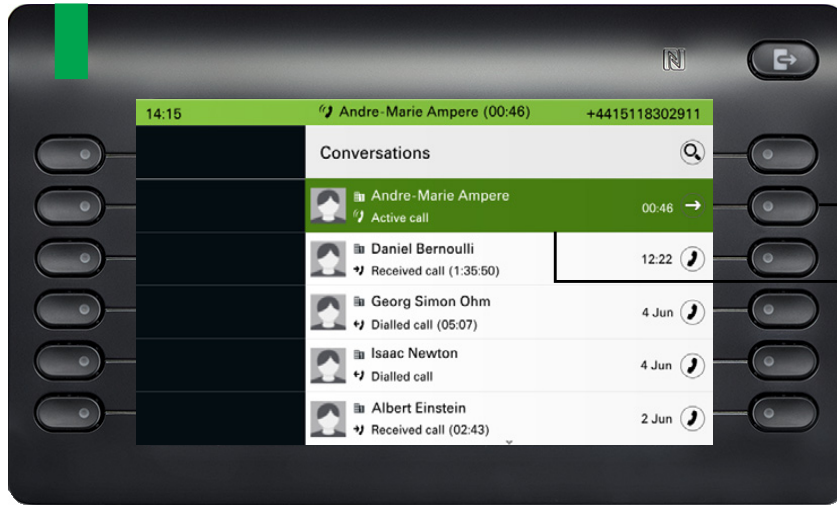 14:15 Andre-Marie Ampere (00:46) +4415118302911
Conversations
Andre-Marie Ampere
Active call
00:46
Daniel Bernoulli
Received call (1:35:50)
12:22
Georg Simon Ohm
Dialled call (05:07)
4 Jun
Isaac Newton
Dialled call
4 Jun
Albert Einstein
Received call (02:43)
2 Jun